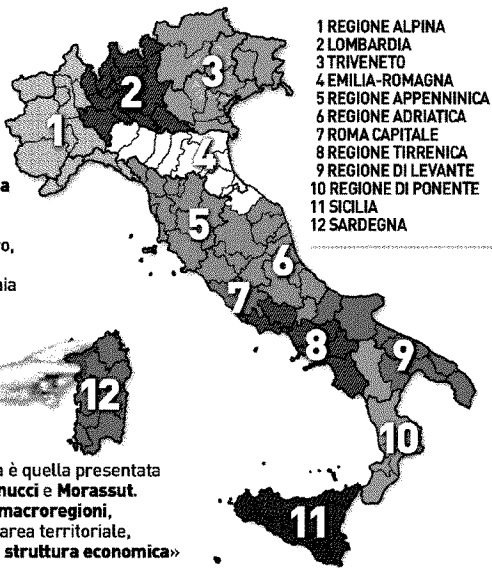 1 REGIONE ALPINA
2 LOMBARDIA
3 TRIVENETO
4 EMILIA-ROMAGNA
5 REGIONE APPENNINICA
6 REGIONE ADRIATICA
7 ROMA CAPITALE
8 REGIONE TIRRENICA
9 REGIONE DI LEVANTE
10 REGIONE DI PONENTE
11 SICILIA
12 SARDEGNA
1
2
3
4
5
6
7
8
9
10
11
12
è quella presentata
e Morassut.
macroregioni,
area territoriale,
struttura economica»